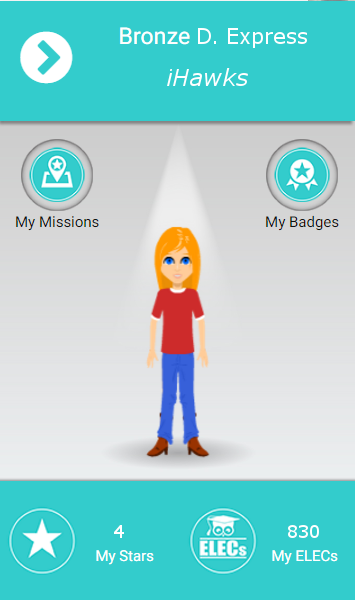 Bronze D. Express
iHawks
My Missions
My Badges
4
My Stars
ELECs
830
My ELECs